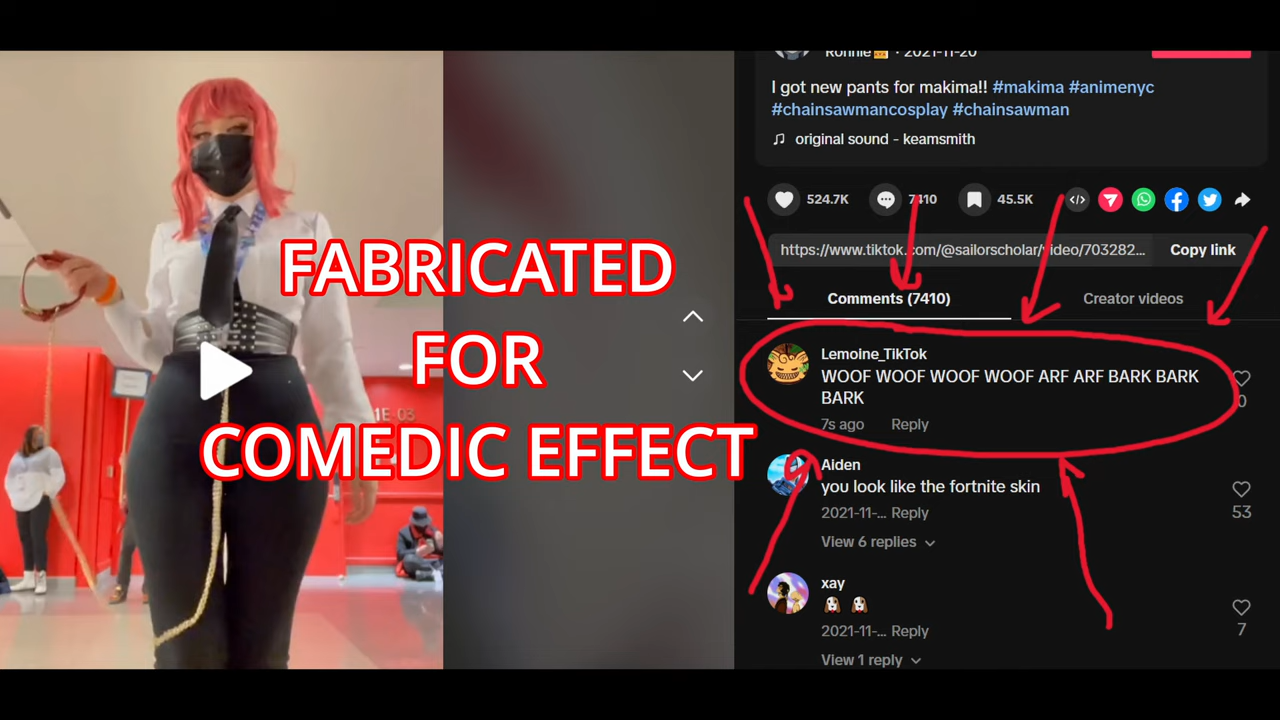 Ronnie · 2021-11-20
I got new pants for makima!! #makima #animenyc
#chainsawmancosplay #chainsawman
original sound - keamsmith
524.7K 7410 45.5K
https://www.tiktok.com/@sailorscholar/video/703282... Copy link
Comments (7410) Creator videos
FABRICATED
FOR
COMEDIC EFFECT
1E-03
Lemoine_TikTok
WOOF WOOF WOOF WOOF ARF ARF BARK BARK
BARK
0
7s ago Reply
Aiden
you look like the fortnite skin
53
2021-11-... Reply
View 6 replies
xay
7
2021-11-... Reply
View 1 reply